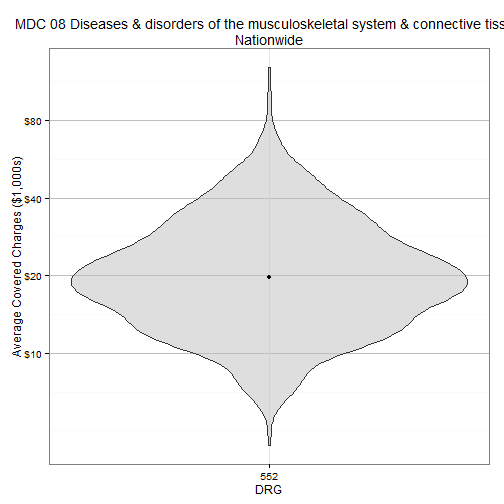 MDC 08 Diseases & disorders of the musculoskeletal system & connective tiss
Nationwide
Average Covered Charges ($1,000s)
$80
$40
$20
$10
552
DRG